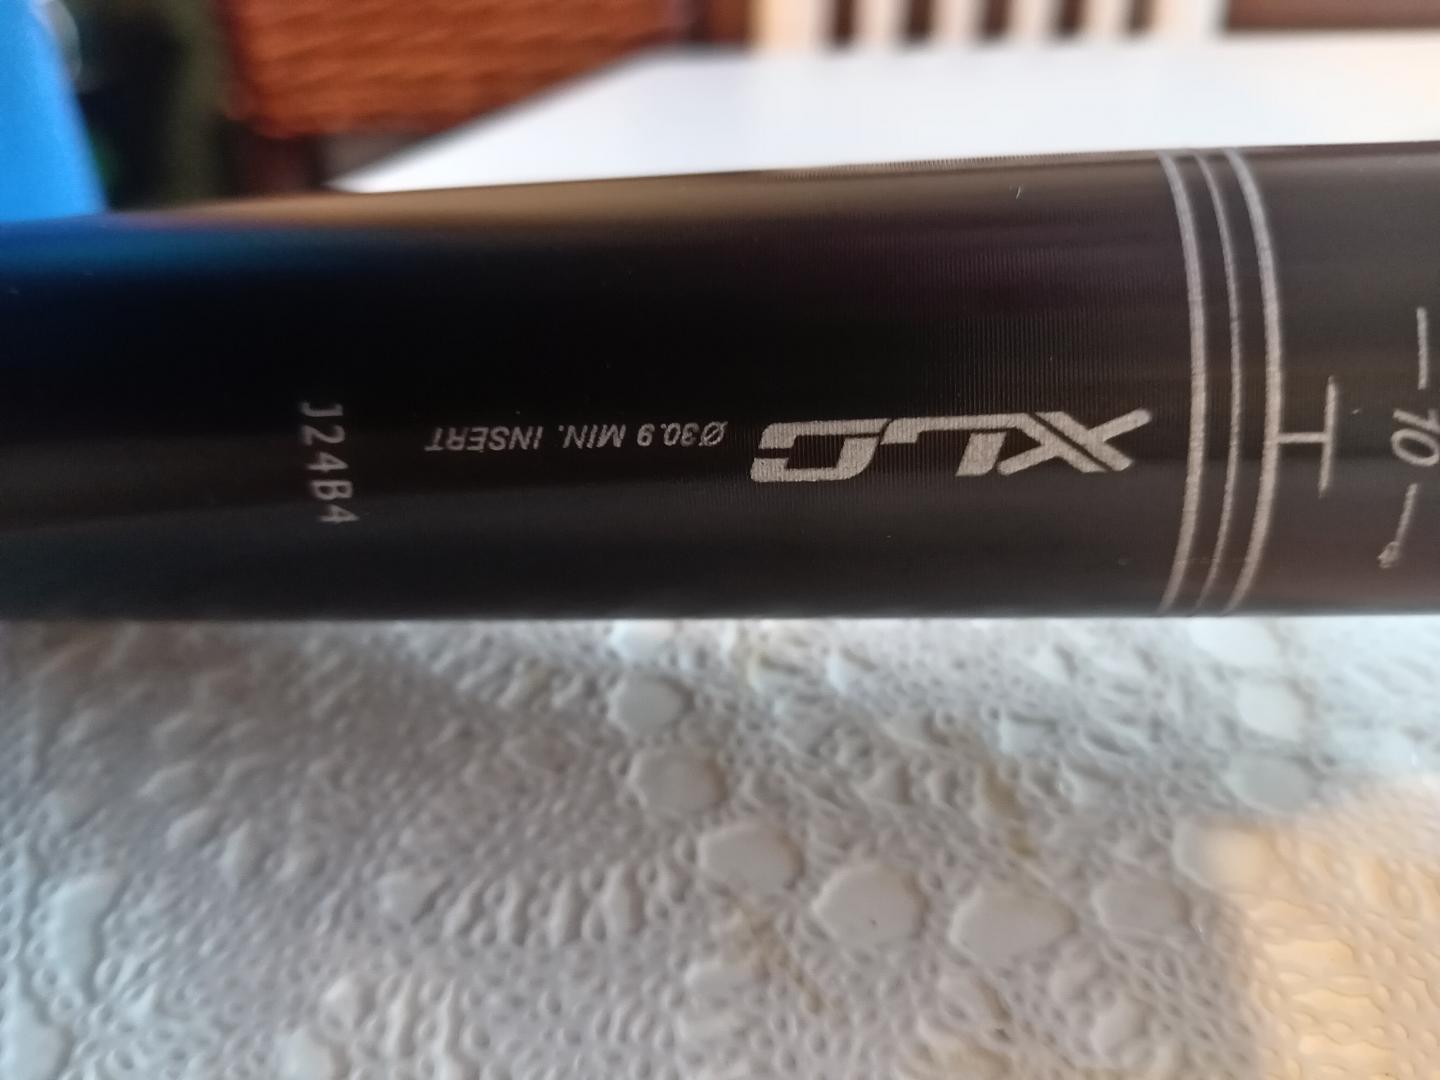 XLC
Ø30.9 MIN. INSERT
J24B4
10